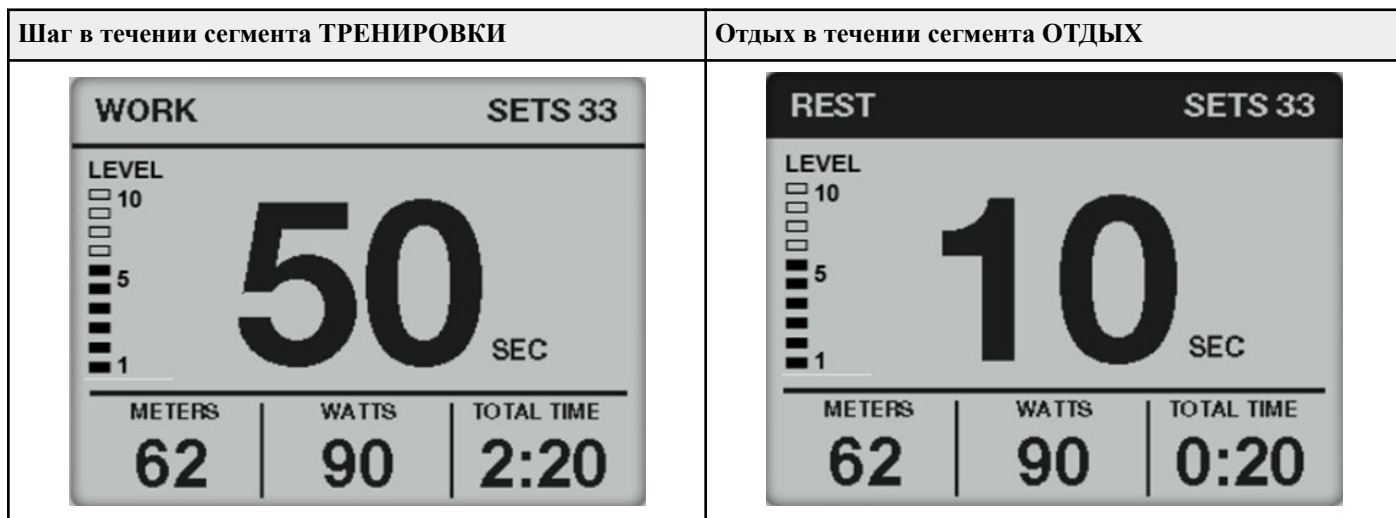 Шаг в течении сегмента ТРЕНИРОВКИ
Отдых в течении сегмента ОТДЫХ
WORK SETS 33
LEVEL
10
5
1
50 SEC
METERS WATTS TOTAL TIME
62 90 2:20
REST SETS 33
LEVEL
10
5
1
10 SEC
METERS WATTS TOTAL TIME
62 90 0:20